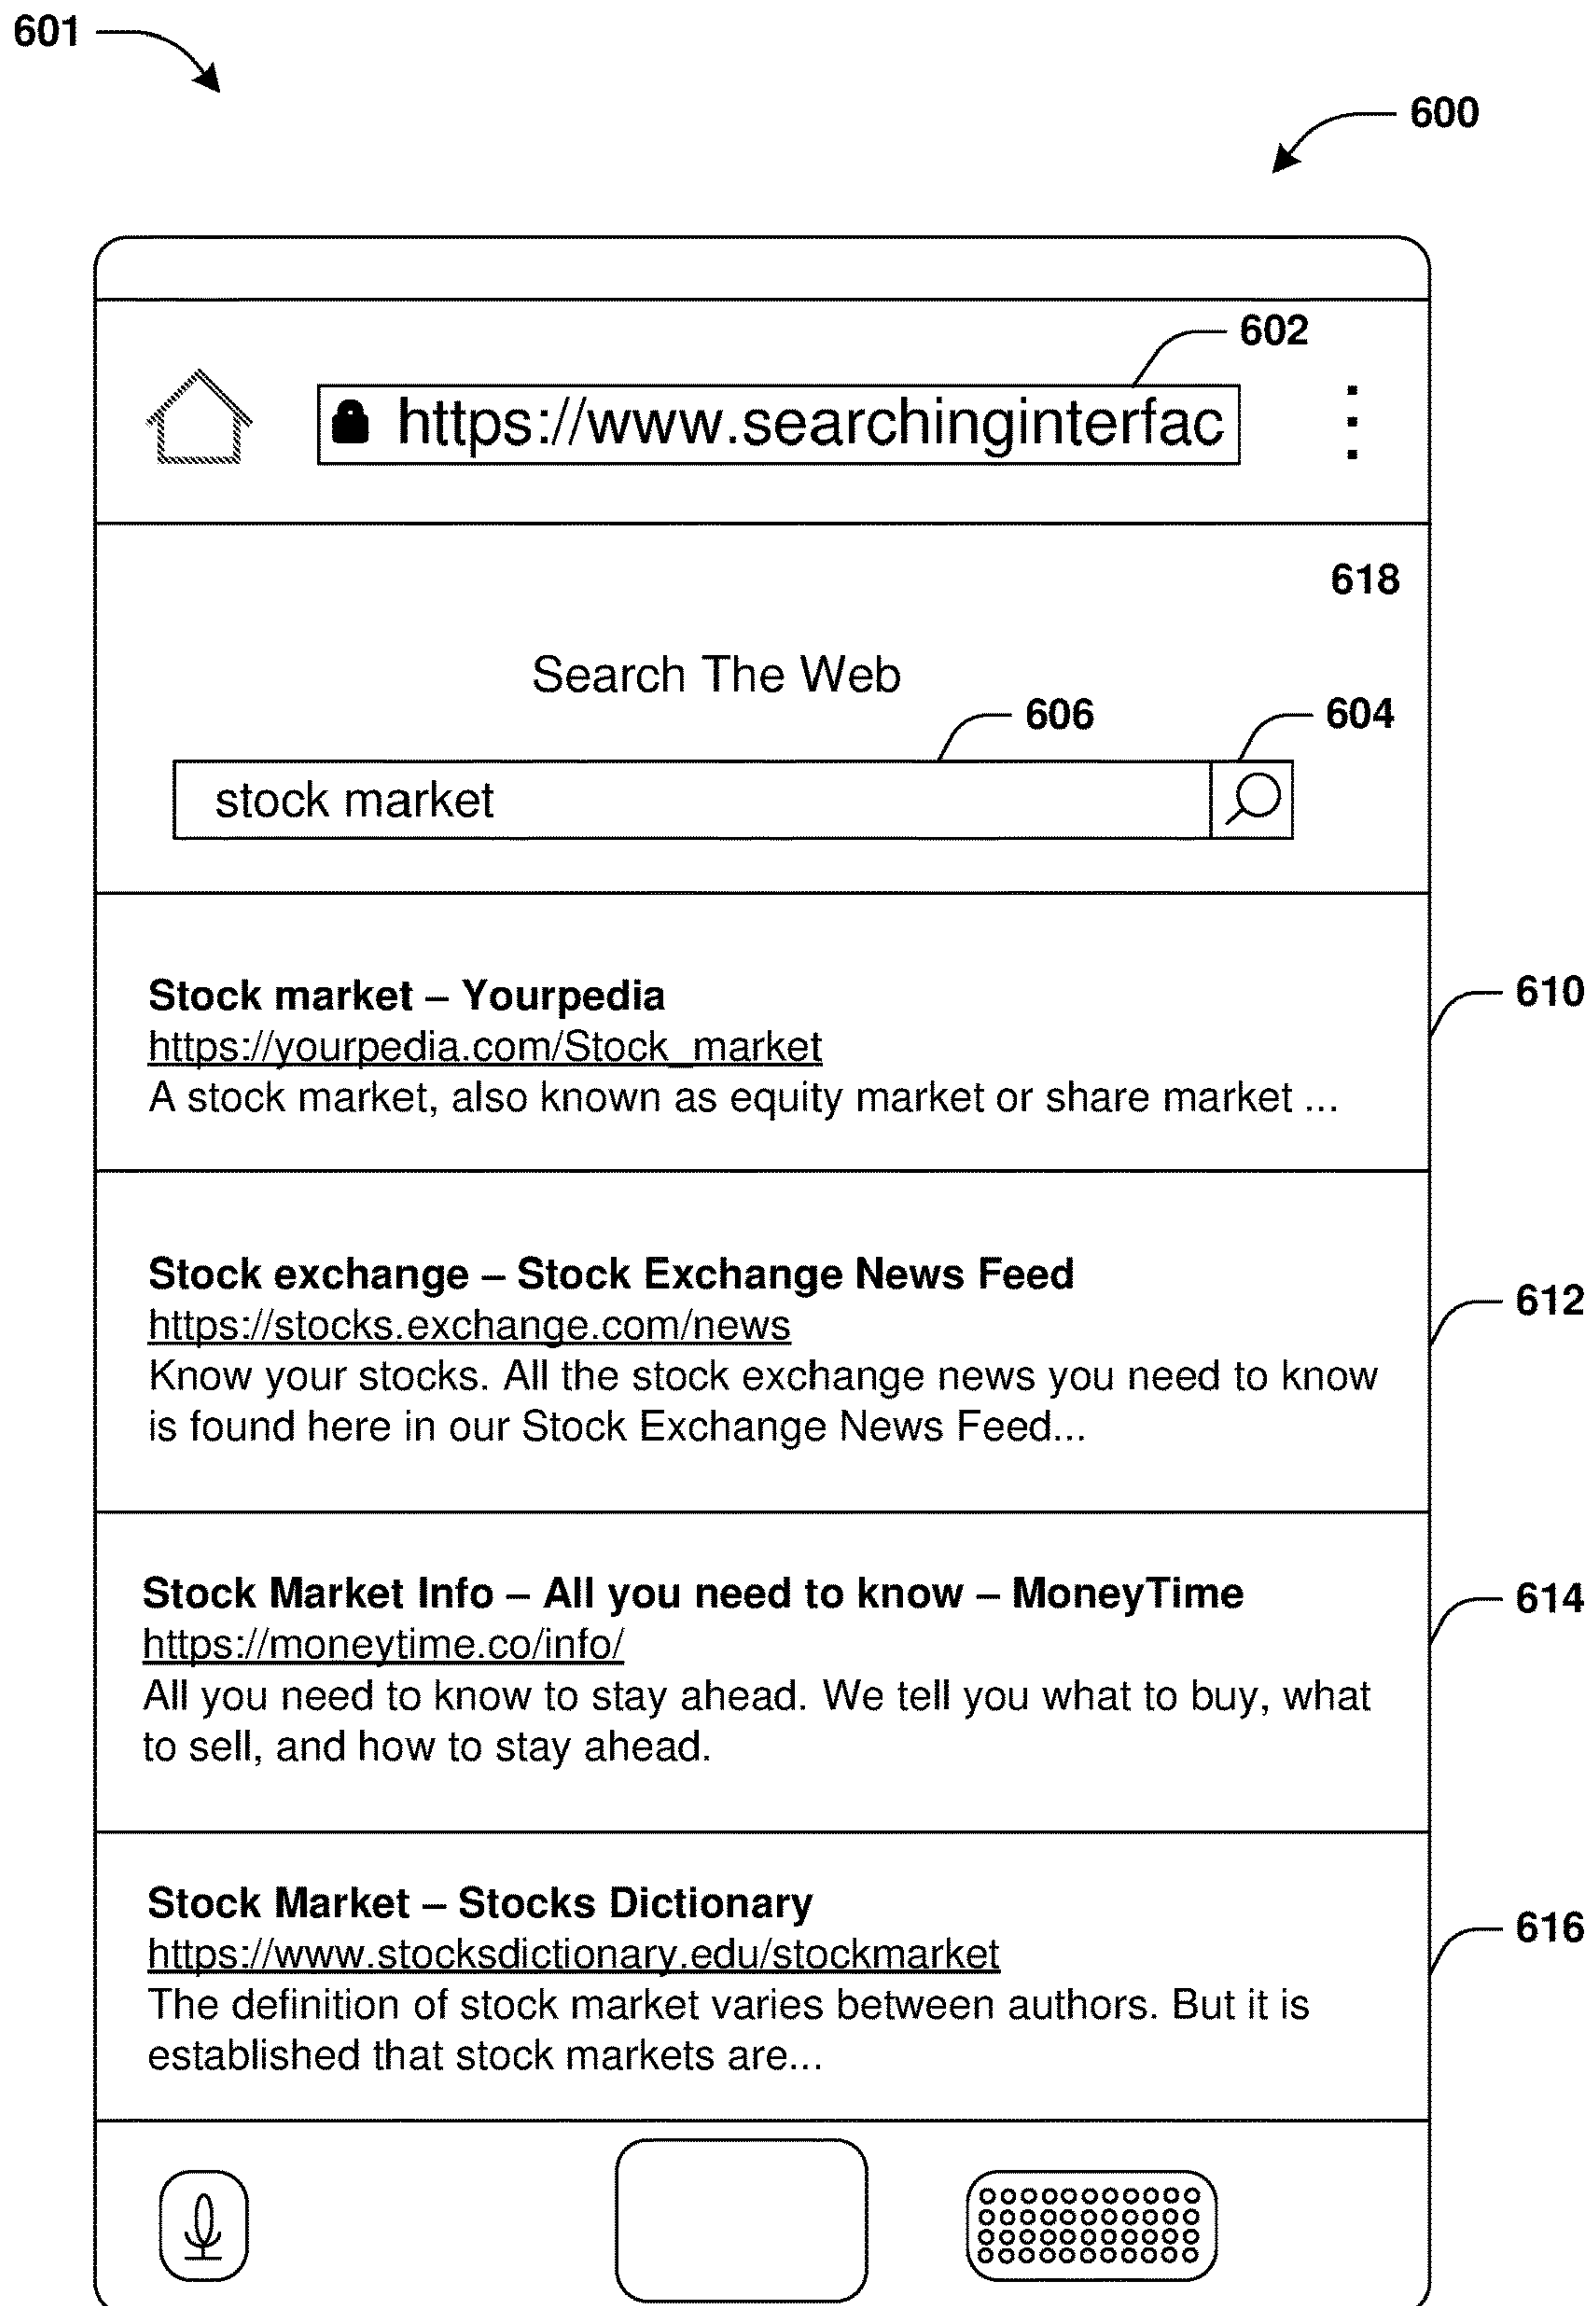 601
600
602
https://www.searchinginterfac
618
Search The Web
606
604
stock market
Stock market – Yourpedia
610
https://yourpedia.com/Stock_market
A stock market, also known as equity market or share market ...
Stock exchange – Stock Exchange News Feed
612
https://stocks.exchange.com/news
Know your stocks. All the stock exchange news you need to know
is found here in our Stock Exchange News Feed...
Stock Market Info – All you need to know – MoneyTime
614
https://moneytime.co/info/
All you need to know to stay ahead. We tell you what to buy, what
to sell, and how to stay ahead.
Stock Market – Stocks Dictionary
616
https://www.stocksdictionary.edu/stockmarket
The definition of stock market varies between authors. But it is
established that stock markets are...